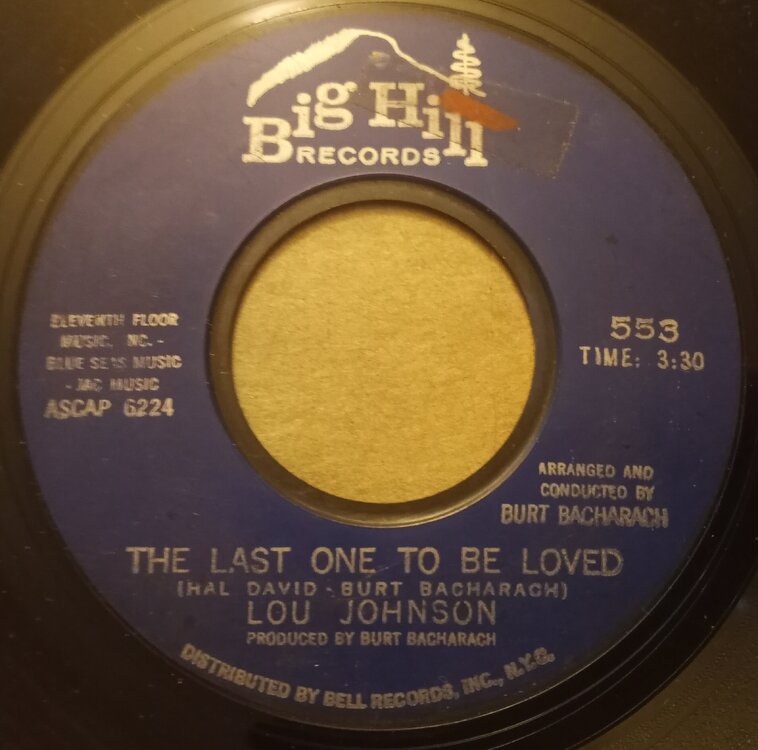 Big Hill
RECORDS
ELEVENTH FLOOR
MUSIC, INC. -
BLUE SEAS MUSIC
- JAC MUSIC
ASCAP 6224
553
TIME: 3:30
ARRANGED AND
CONDUCTED BY
BURT BACHARACH
THE LAST ONE TO BE LOVED
(HAL DAVID - BURT BACHARACH)
LOU JOHNSON
PRODUCED BY BURT BACHARACH
DISTRIBUTED BY BELL RECORDS, INC., N.Y.C.